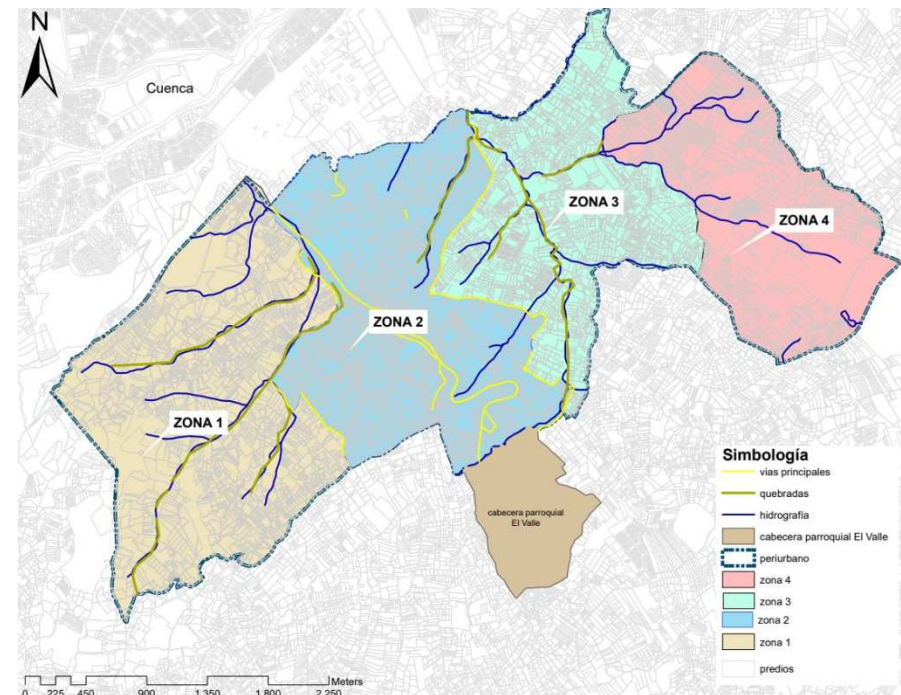 N
Cuenca
ZONA 3
ZONA 4
ZONA 2
ZONA 1
cabecera parroquial
El Valle
Simbología
vias principales
quebradas
hidrografía
cabecera parroquial El Valle
periurbano
zona 4
zona 3
zona 2
zona 1
predios
Meters
0 225 450 900 1.350 1.800 2.250